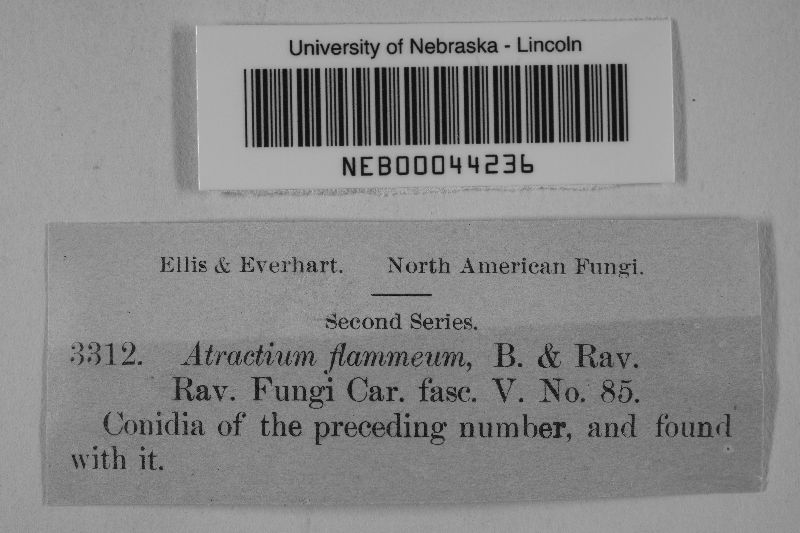 University of Nebraska - Lincoln
NEB00044236
Ellis & Everhart. North American Fungi.
Second Series.
3312. Atractium flammeum, B. & Rav.
Rav. Fungi Car. fasc. V. No. 85.
Conidia of the preceding number, and found
with it.